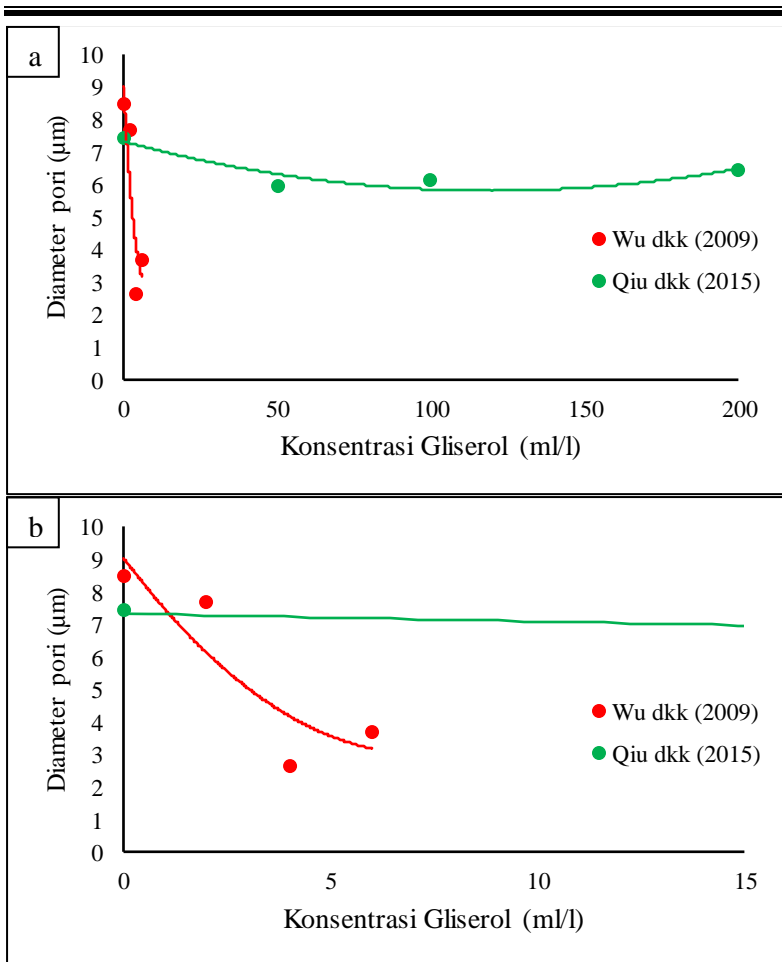 a
10
9
8
7
6
5
4
3
2
1
0
Diameter pori (µm)
Wu dkk (2009)
Qiu dkk (2015)
0 50 100 150 200
Konsentrasi Gliserol (ml/l)
b
10
9
8
7
6
5
4
3
2
1
0
Diameter pori (µm)
Wu dkk (2009)
Qiu dkk (2015)
0 5 10 15
Konsentrasi Gliserol (ml/l)